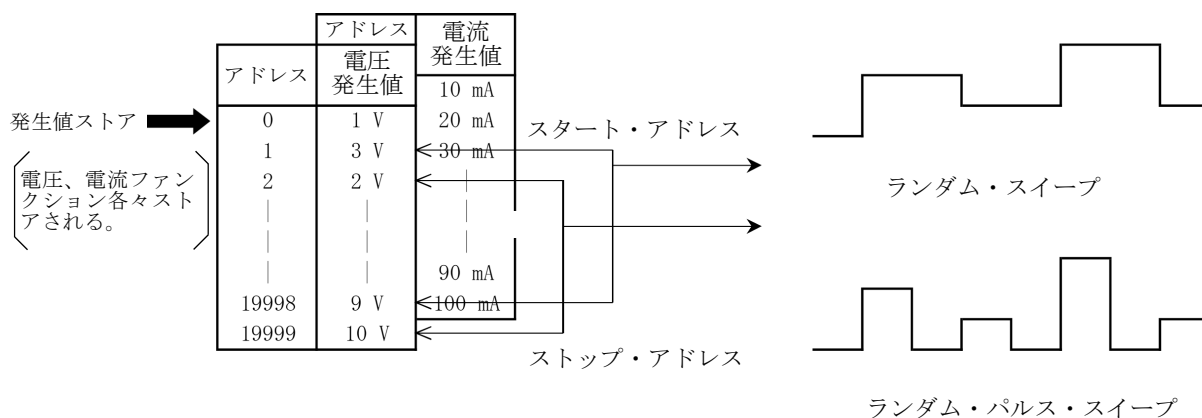 アドレス
電流
発生値
アドレス
電圧
発生値
10 mA
発生値ストア
0
1 V
20 mA
スタート・アドレス
1
3 V
30 mA
2
2 V
電圧、電流ファン
クション各々スト
アされる。
ランダム・スイープ
90 mA
19998
9 V
100 mA
19999
10 V
ストップ・アドレス
ランダム・パルス・スイープ